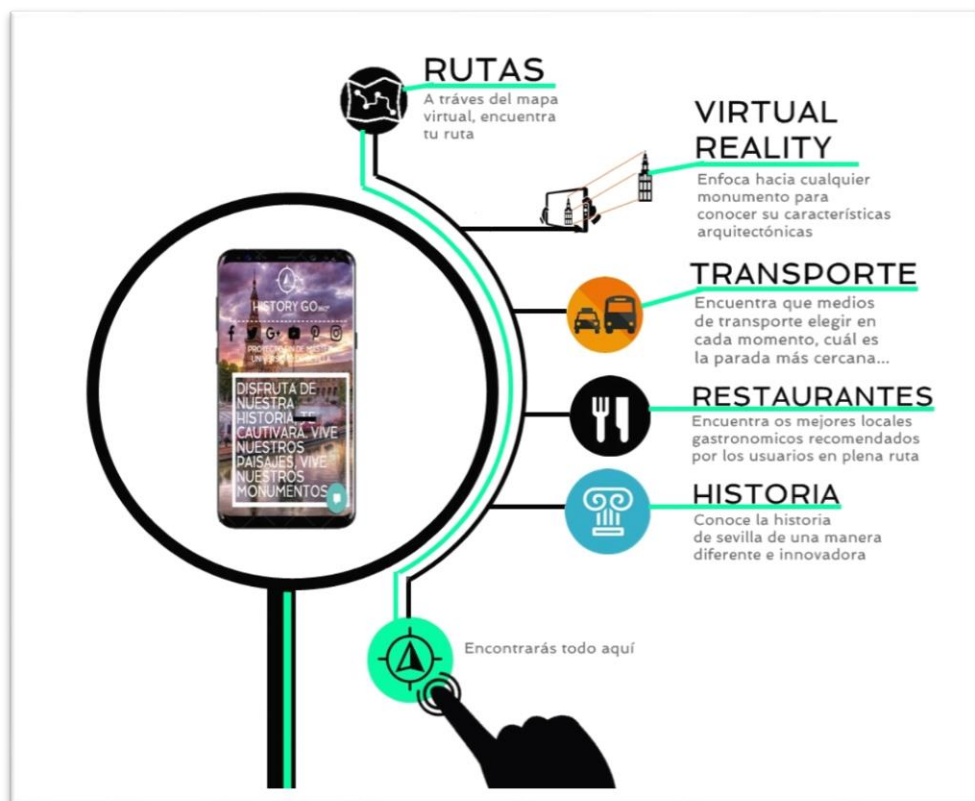 RUTAS
A tráves del mapa
virtual, encuentra
tu ruta
VIRTUAL
REALITY
Enfoca hacia cualquier
monumento para
conocer su características
arquitectónicas
TRANSPORTE
Encuentra que medios
de transporte elegir en
cada momento, cuál es
la parada más cercana...
RESTAURANTES
Encuentra os mejores locales
gastronomicos recomendados
por los usuarios en plena ruta
HISTORIA
Conoce la historia
de sevilla de una manera
diferente e innovadora
Encontrarás todo aquí
HISTORY GO
DISFRUTA DE
NUESTRA
HISTORIA, TE
CAUTIVARÁ. VIVE
NUESTROS
PAISAJES, VIVE
NUESTROS
MONUMENTOS